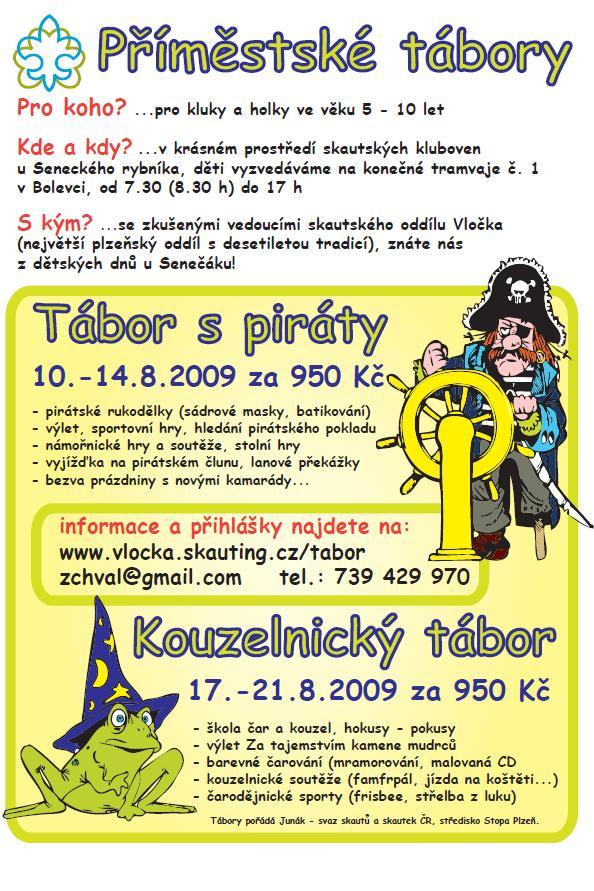 Příměstské tábory
Pro koho? ...pro kluky a holky ve věku 5 - 10 let
Kde a kdy? ...v krásném prostředí skautských kluboven
u Seneckého rybníka, děti vyzvedáváme na konečné tramvaje č. 1
v Bolevci, od 7.30 (8.30 h) do 17 h
S kým? ...se zkušenými vedoucími skautského oddílu Vločka
(největší plzeňský oddíl s desetiletou tradicí), znáte nás
z dětských dnů u Senečáku!
Tábor s piráty
10.-14.8.2009 za 950 Kč
- pirátské rukodělky (sádrové masky, batikování)
- výlet, sportovní hry, hledání pirátského pokladu
- námořnické hry a soutěže, stolní hry
- vyjížďka na pirátském člunu, lanové překážky
- bezva prázdniny s novými kamarády...
informace a přihlášky najdete na:
www.vlocka.skauting.cz/tabor
zchval@gmail.com tel.: 739 429 970
Kouzelnický tábor
17.-21.8.2009 za 950 Kč
- škola čar a kouzel, hokusy - pokusy
- výlet Za tajemstvím kamene mudrců
- barevné čarování (mramorování, malovaná CD
- kouzelnické soutěže (famfrpál, jízda na koštěti...)
- čarodějnické sporty (frisbee, střelba z luku)
Tábory pořádá Junák - svaz skautů a skautek ČR, středisko Stopa Plzeň.